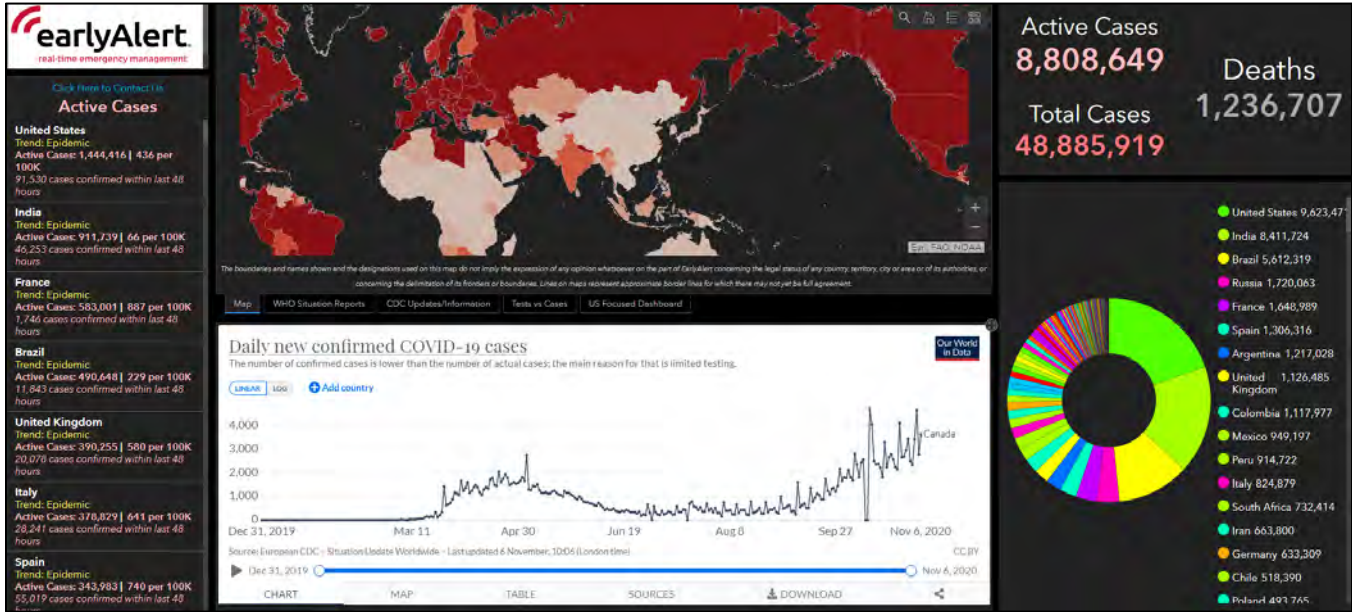 earlyAlert
real-time emergency management
Click Here to Contact Us
Active Cases
United States
Trend: Epidemic
Active Cases: 1,444,416 | 436 per
100K
91,530 cases confirmed within last 48
hours
India
Trend: Epidemic
Active Cases: 911,739 | 66 per 100K
46,253 cases confirmed within last 48
hours
France
Trend: Epidemic
Active Cases: 583,001 | 887 per 100K
1,746 cases confirmed within last 48
hours
Brazil
Trend: Epidemic
Active Cases: 490,648 | 229 per 100K
11,843 cases confirmed within last 48
hours
United Kingdom
Trend: Epidemic
Active Cases: 390,255 | 580 per 100K
20,078 cases confirmed within last 48
hours
Italy
Trend: Epidemic
Active Cases: 378,829 | 641 per 100K
28,241 cases confirmed within last 48
hours
Spain
Trend: Epidemic
Active Cases: 343,983 | 740 per 100K
55,019 cases confirmed within last 48
+
−
Esri, FAO, NOAA
The boundaries and names shown and the designations used on this map do not imply the expression of any opinion whatsoever on the part of EarlyAlert concerning the legal status of any country, territory, city or area or of its authorities, or
concerning the delimitation of its frontiers or boundaries. Lines on maps represent approximate border lines for which there may not yet be full agreement.
Map WHO Situation Reports CDC Updates/Information Tests vs Cases US Focused Dashboard
Daily new confirmed COVID-19 cases
The number of confirmed cases is lower than the number of actual cases; the main reason for that is limited testing.
Our World
in Data
LINEAR LOG Add country
4,000
3,000
2,000
1,000
0
Canada
Dec 31, 2019 Mar 11 Apr 30 Jun 19 Aug 8 Sep 27 Nov 6, 2020
Source: European CDC – Situation Update Worldwide – Last updated 6 November, 10:06 (London time) CC BY
Dec 31, 2019 Nov 6, 2020
CHART MAP TABLE SOURCES DOWNLOAD
Active Cases
8,808,649
Total Cases
48,885,919
Deaths
1,236,707
United States 9,623,47
India 8,411,724
Brazil 5,612,319
Russia 1,720,063
France 1,648,989
Spain 1,306,316
Argentina 1,217,028
United Kingdom 1,126,485
Colombia 1,117,977
Mexico 949,197
Peru 914,722
Italy 824,879
South Africa 732,414
Iran 663,800
Germany 633,309
Chile 518,390
Poland 493,765